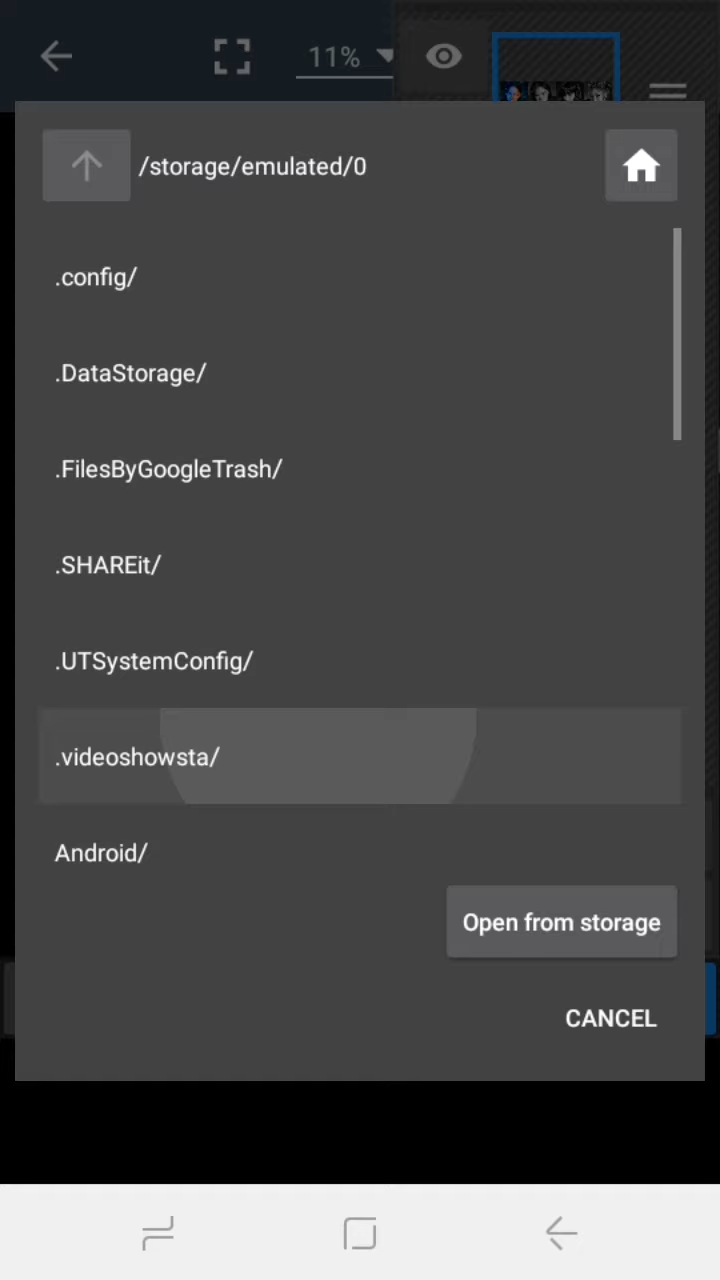 11%
/storage/emulated/0
.config/
.DataStorage/
.FilesByGoogleTrash/
.SHAREit/
.UTSystemConfig/
.videoshowsta/
Android/
Open from storage
CANCEL